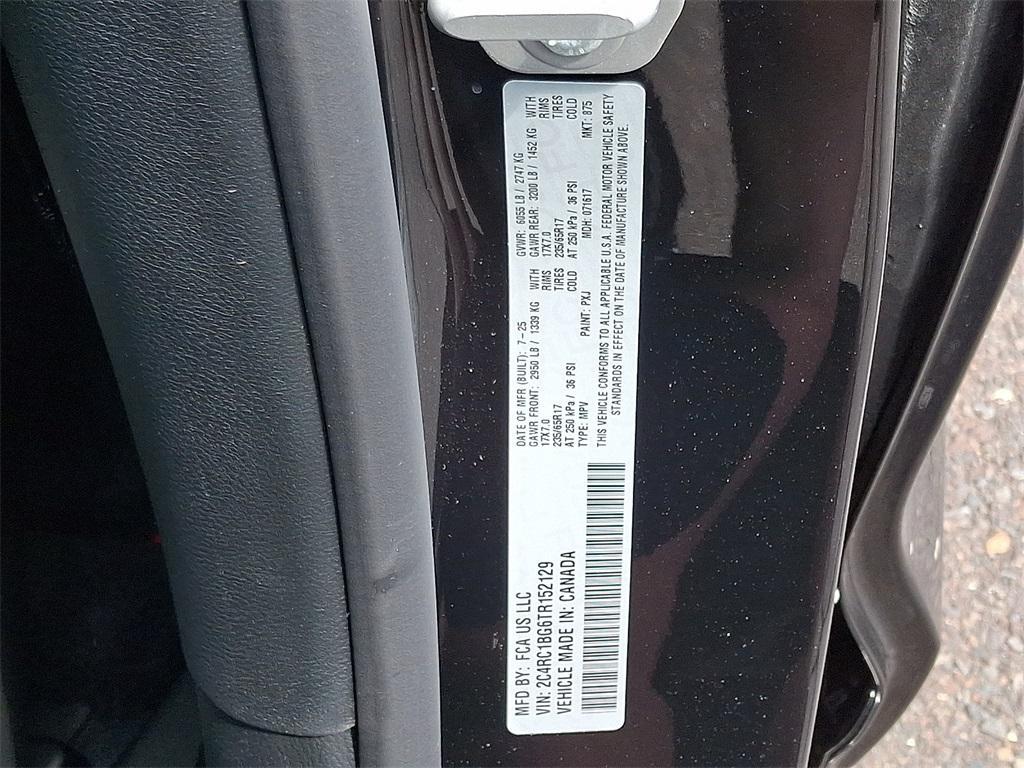 MFD BY: FCA US LLC
VIN: 2C4RC1BG6TR152129
VEHICLE MADE IN: CANADA
DATE OF MFR (BUILT): 7-25 GVWR: 6055 LB / 2747 KG
GAWR FRONT: 2950 LB / 1339 KG WITH GAWR REAR: 3200 LB / 1452 KG WITH
17X7.0 RIMS 17X7.0 RIMS
235/65R17 TIRES 235/65R17 TIRES
AT 250 kPa / 36 PSI COLD AT 250 kPa / 36 PSI COLD
TYPE: MPV PAINT: PXJ MDH: 071617 MKT: 875
THIS VEHICLE CONFORMS TO ALL APPLICABLE U.S.A. FEDERAL MOTOR VEHICLE SAFETY
STANDARDS IN EFFECT ON THE DATE OF MANUFACTURE SHOWN ABOVE.